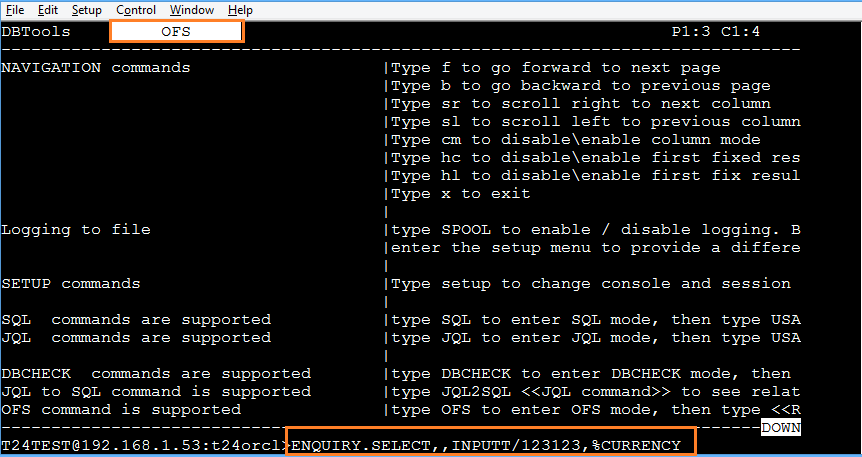 File Edit Setup Control Window Help
DBTools OFS P1:3 C1:4
--------------------------------------------------------------------------------
NAVIGATION commands |Type f to go forward to next page
|Type b to go backward to previous page
|Type sr to scroll right to next column
|Type sl to scroll left to previous column
|Type cm to disable\enable column mode
|Type hc to disable\enable first fixed res
|Type hl to disable\enable first fix resul
|Type x to exit
|
Logging to file |type SPOOL to enable / disable logging. B
|enter the setup menu to provide a differe
|
SETUP commands |Type setup to change console and session
|
SQL commands are supported |type SQL to enter SQL mode, then type USA
JQL commands are supported |type JQL to enter JQL mode, then type USA
|
DBCHECK commands are supported |type DBCHECK to enter DBCHECK mode, then
JQL to SQL command is supported |type JQL2SQL <<JQL command>> to see relat
OFS command is supported |type OFS to enter OFS mode, then type <<R
----------------------------------------------------------------------------DOWN
T24TEST@192.168.1.53:t24orcl>ENQUIRY.SELECT,,INPUTT/123123,%CURRENCY